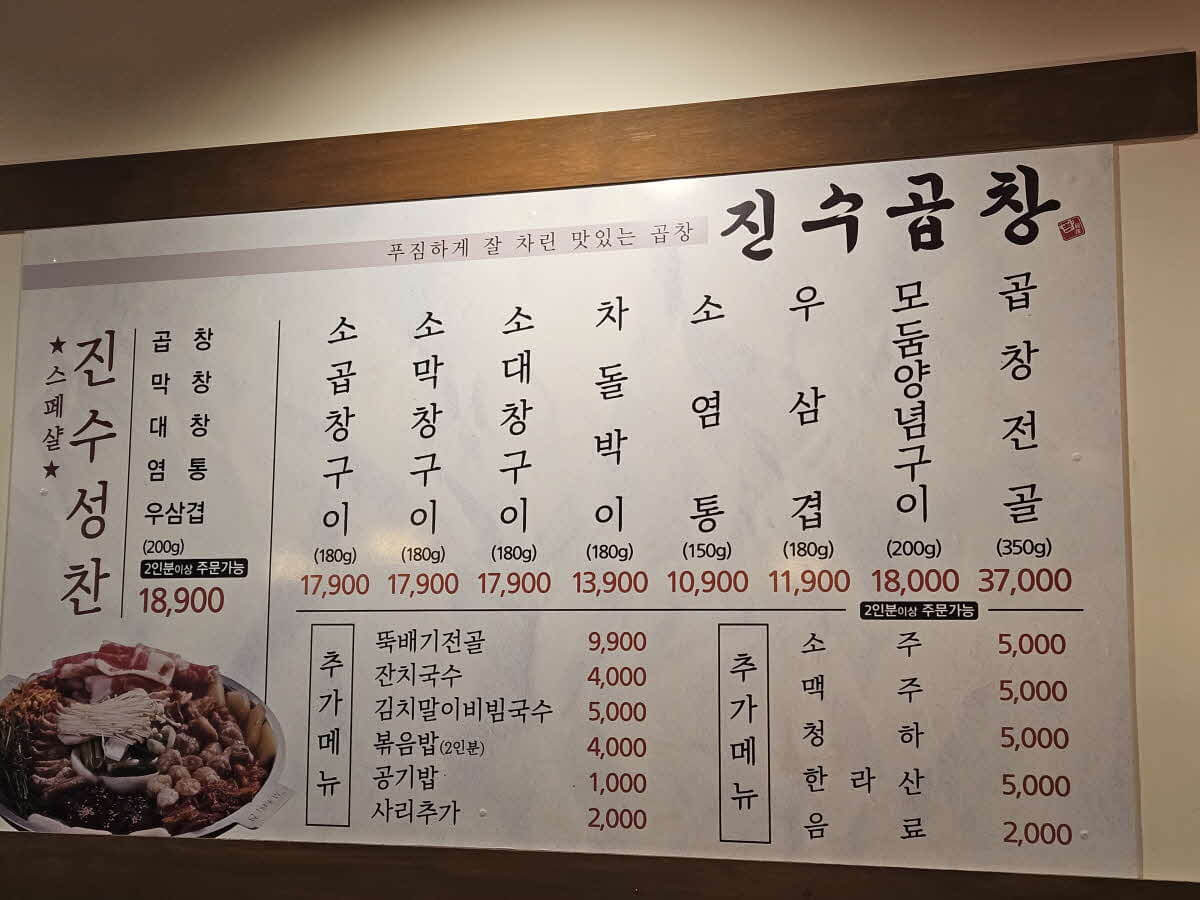 진수곱창
푸짐하게 잘 차린 맛있는 곱창
★스페샬★
진수성찬
곱창
막창
대창
염통
우삼겹
(200g)
2인분이상 주문가능
18,900
소곱창구이
(180g)
17,900
소막창구이
(180g)
17,900
소대창구이
(180g)
17,900
차돌박이
(180g)
13,900
소염통
(150g)
10,900
우삼겹
(180g)
11,900
모둠양념구이
(200g)
18,000
곱창전골
(350g)
37,000
2인분이상 주문가능
추가메뉴
뚝배기전골 9,900
잔치국수 4,000
김치말이비빔국수 5,000
볶음밥(2인분) 4,000
공기밥 1,000
사리추가 2,000
추가메뉴
소주 5,000
맥주 5,000
청하 5,000
한라산 5,000
음료 2,000